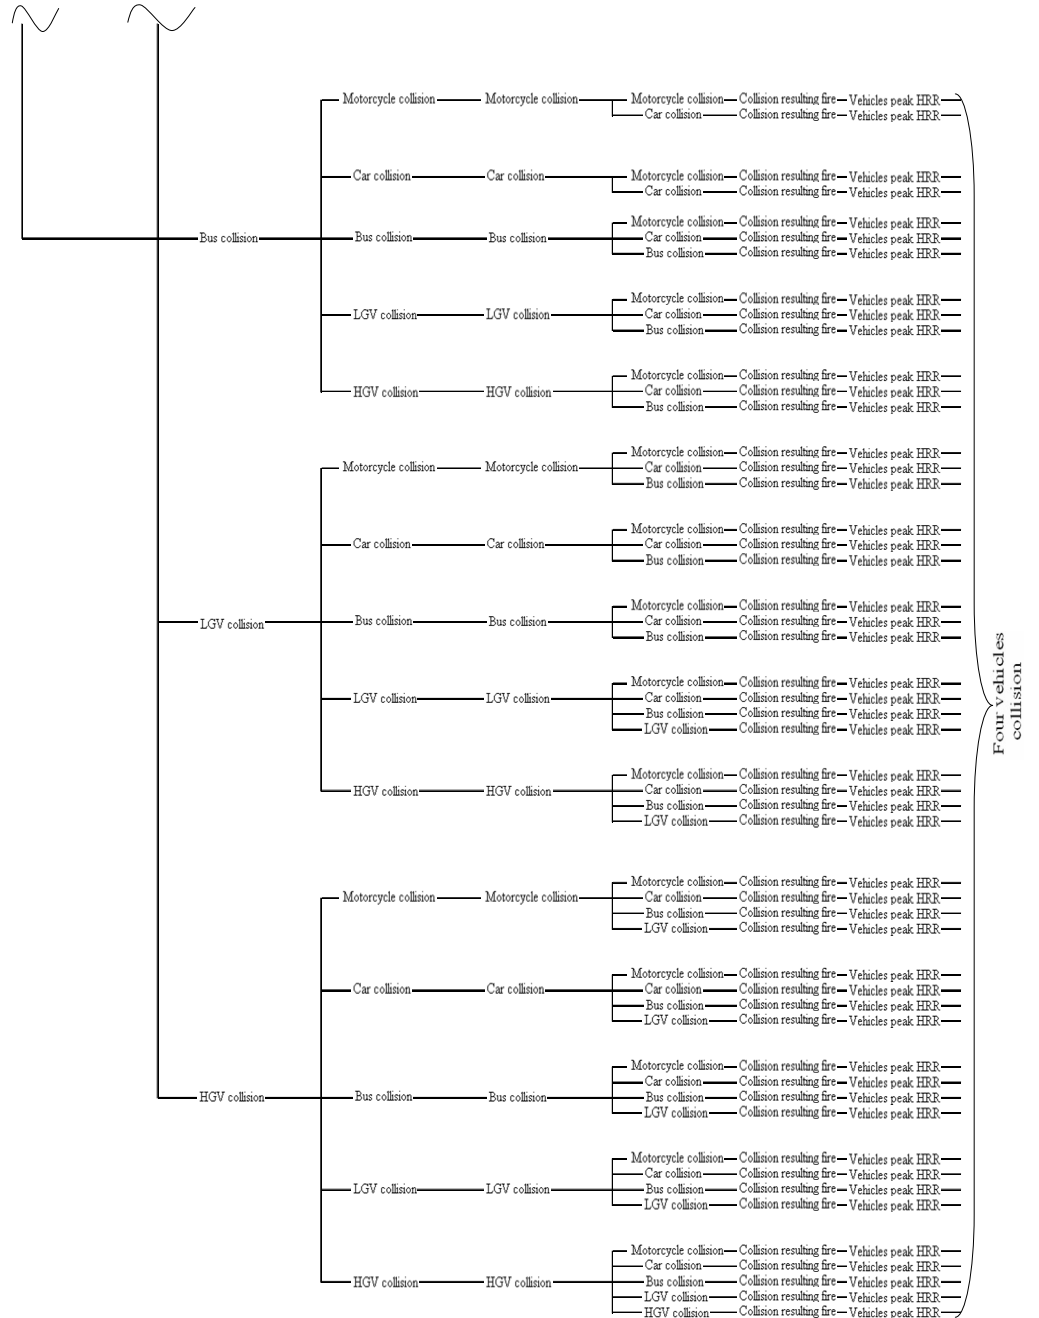 Motorcycle collision Motorcycle collision Motorcycle collision Collision resulting fire Vehicles peak HRR
Car collision Collision resulting fire Vehicles peak HRR
Car collision Car collision Motorcycle collision Collision resulting fire Vehicles peak HRR
Car collision Collision resulting fire Vehicles peak HRR
Motorcycle collision Collision resulting fire Vehicles peak HRR
Bus collision Bus collision Bus collision Car collision Collision resulting fire Vehicles peak HRR
Bus collision Collision resulting fire Vehicles peak HRR
Motorcycle collision Collision resulting fire Vehicles peak HRR
LGV collision LGV collision Car collision Collision resulting fire Vehicles peak HRR
Bus collision Collision resulting fire Vehicles peak HRR
Motorcycle collision Collision resulting fire Vehicles peak HRR
HGV collision HGV collision Car collision Collision resulting fire Vehicles peak HRR
Bus collision Collision resulting fire Vehicles peak HRR
Motorcycle collision Collision resulting fire Vehicles peak HRR
Motorcycle collision Motorcycle collision Car collision Collision resulting fire Vehicles peak HRR
Bus collision Collision resulting fire Vehicles peak HRR
Motorcycle collision Collision resulting fire Vehicles peak HRR
Car collision Car collision Car collision Collision resulting fire Vehicles peak HRR
Bus collision Collision resulting fire Vehicles peak HRR
Motorcycle collision Collision resulting fire Vehicles peak HRR
LGV collision Bus collision Bus collision Car collision Collision resulting fire Vehicles peak HRR
Bus collision Collision resulting fire Vehicles peak HRR
Motorcycle collision Collision resulting fire Vehicles peak HRR
LGV collision LGV collision Car collision Collision resulting fire Vehicles peak HRR
Bus collision Collision resulting fire Vehicles peak HRR
LGV collision Collision resulting fire Vehicles peak HRR
Four vehicles
collision
Motorcycle collision Collision resulting fire Vehicles peak HRR
HGV collision HGV collision Car collision Collision resulting fire Vehicles peak HRR
Bus collision Collision resulting fire Vehicles peak HRR
LGV collision Collision resulting fire Vehicles peak HRR
Motorcycle collision Collision resulting fire Vehicles peak HRR
Motorcycle collision Motorcycle collision Car collision Collision resulting fire Vehicles peak HRR
Bus collision Collision resulting fire Vehicles peak HRR
LGV collision Collision resulting fire Vehicles peak HRR
Motorcycle collision Collision resulting fire Vehicles peak HRR
Car collision Car collision Car collision Collision resulting fire Vehicles peak HRR
Bus collision Collision resulting fire Vehicles peak HRR
LGV collision Collision resulting fire Vehicles peak HRR
Motorcycle collision Collision resulting fire Vehicles peak HRR
Car collision Collision resulting fire Vehicles peak HRR
HGV collision Bus collision Bus collision Bus collision Collision resulting fire Vehicles peak HRR
LGV collision Collision resulting fire Vehicles peak HRR
Motorcycle collision Collision resulting fire Vehicles peak HRR
Car collision Collision resulting fire Vehicles peak HRR
LGV collision LGV collision Bus collision Collision resulting fire Vehicles peak HRR
LGV collision Collision resulting fire Vehicles peak HRR
Motorcycle collision Collision resulting fire Vehicles peak HRR
Car collision Collision resulting fire Vehicles peak HRR
HGV collision HGV collision Bus collision Collision resulting fire Vehicles peak HRR
LGV collision Collision resulting fire Vehicles peak HRR
HGV collision Collision resulting fire Vehicles peak HRR